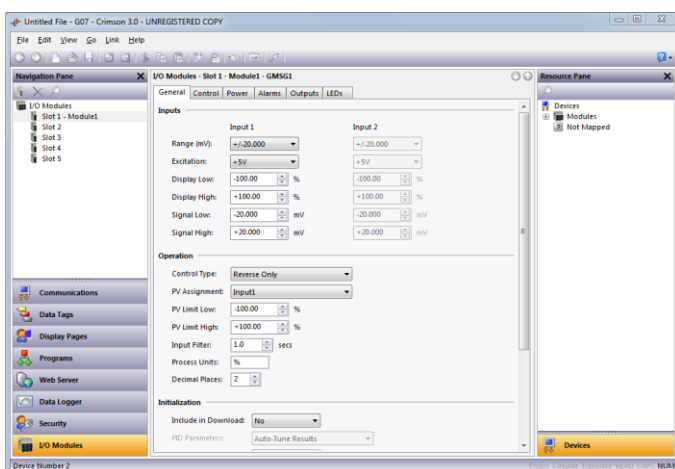 Untitled File - G07 - Crimson 3.0 - UNREGISTERED COPY
File Edit View Go Link Help
Navigation Pane
I/O Modules
Slot 1 - Module1
Slot 2
Slot 3
Slot 4
Slot 5
Communications
Data Tags
Display Pages
Programs
Web Server
Data Logger
Security
I/O Modules
I/O Modules - Slot 1 - Module1 - GMSG1
General Control Power Alarms Outputs LEDs
Inputs
Input 1 Input 2
Range (mV): +/-20.000 +/-20.000
Excitation: +5V +5V
Display Low: -100.00 % -100.00 %
Display High: +100.00 % +100.00 %
Signal Low: -20.000 mV -20.000 mV
Signal High: +20.000 mV +20.000 mV
Operation
Control Type: Reverse Only
PV Assignment: Input1
PV Limit Low: -100.00 %
PV Limit High: +100.00 %
Input Filter: 1.0 secs
Process Units: %
Decimal Places: 2
Initialization
Include in Download: No
PID Parameters: Auto-Tune Results
Resource Pane
Devices
Modules
Not Mapped
Devices
Device Number 2
Errors Circular Translate READ CAPS NUM